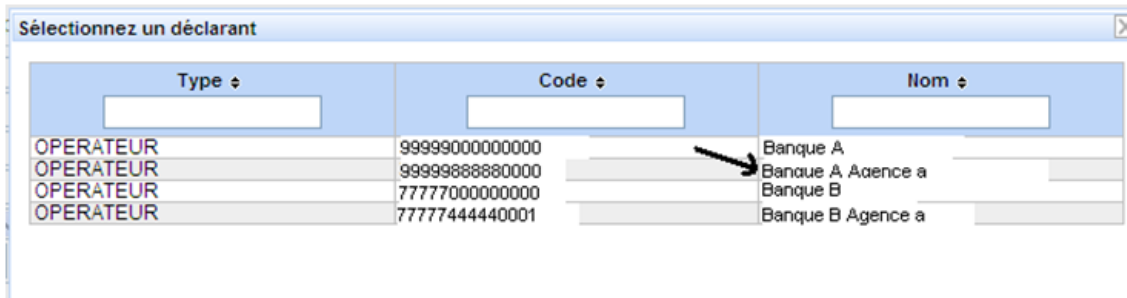 Sélectionnez un déclarant
Type Code Nom
OPERATEUR 99999000000000 Banque A
OPERATEUR 99999888880000 Banque A Agence a
OPERATEUR 77777000000000 Banque B
OPERATEUR 77777444440001 Banque B Agence a